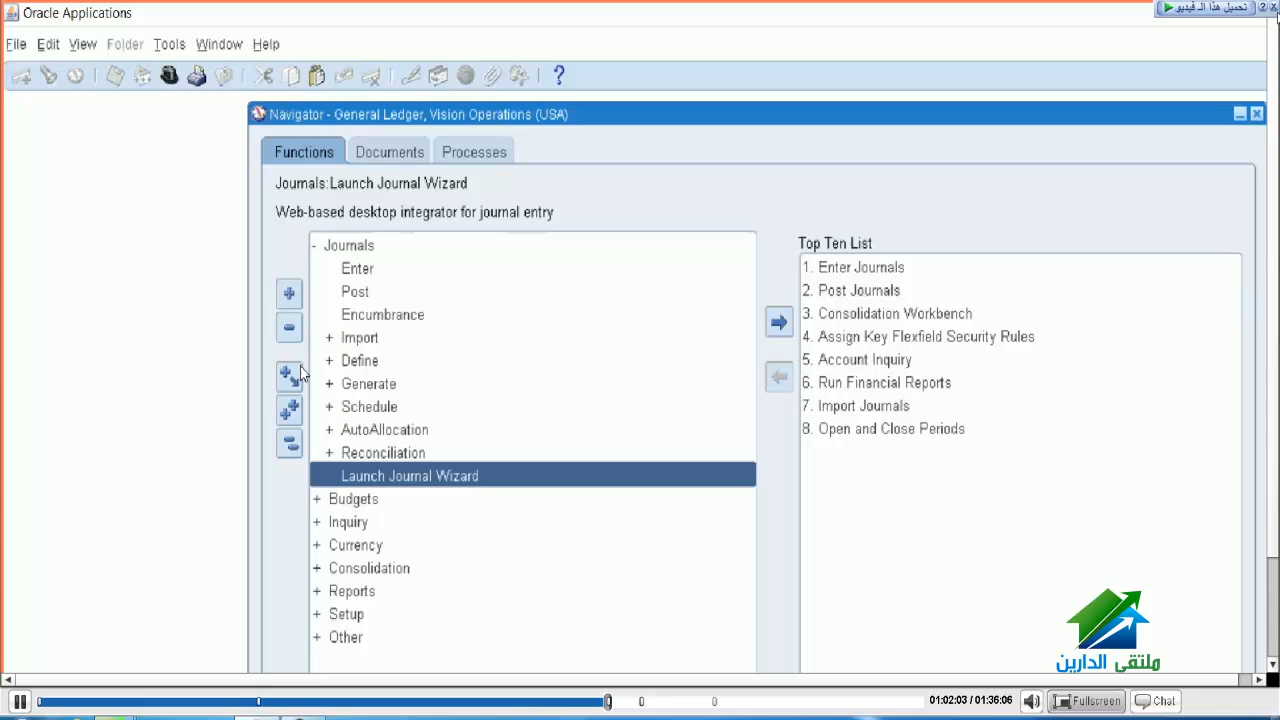 Oracle Applications
تحميل هذا الـ فيديو
File Edit View Folder Tools Window Help
Navigator - General Ledger, Vision Operations (USA)
Functions Documents Processes
Journals:Launch Journal Wizard
Web-based desktop integrator for journal entry
- Journals
Enter
Post
Encumbrance
+ Import
+ Define
+ Generate
+ Schedule
+ AutoAllocation
+ Reconciliation
Launch Journal Wizard
+ Budgets
+ Inquiry
+ Currency
+ Consolidation
+ Reports
+ Setup
+ Other
Top Ten List
1. Enter Journals
2. Post Journals
3. Consolidation Workbench
4. Assign Key Flexfield Security Rules
5. Account Inquiry
6. Run Financial Reports
7. Import Journals
8. Open and Close Periods
ملتقى الدارين
01:02:03 / 01:36:06 Fullscreen Chat